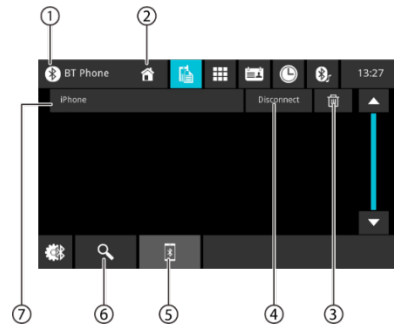 ① ②
BT Phone 13:27
iPhone Disconnect
⑦ ⑥ ⑤ ④ ③